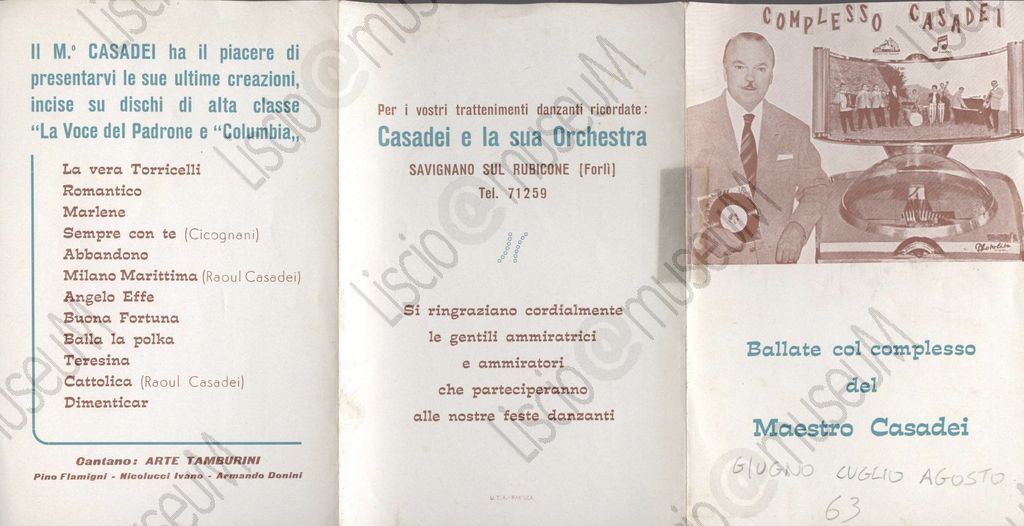 Il M.° CASADEI ha il piacere di
presentarvi le sue ultime creazioni,
incise su dischi di alta classe
“La Voce del Padrone e “Columbia„
La vera Torricelli
Romantico
Marlene
Sempre con te (Cicognani)
Abbandono
Milano Marittima (Raoul Casadei)
Angelo Effe
Buona Fortuna
Balla la polka
Teresina
Cattolica (Raoul Casadei)
Dimenticar
Cantano: ARTE TAMBURINI
Pino Flamigni - Nicolucci Ivano - Armando Donini
Per i vostri trattenimenti danzanti ricordate:
Casadei e la sua Orchestra
SAVIGNANO SUL RUBICONE (Forlì)
Tel. 71259
Si ringraziano cordialmente
le gentili ammiratrici
e ammiratori
che parteciperanno
alle nostre feste danzanti
COMPLESSO CASADEI
Ballate col complesso
del
Maestro Casadei
GIUGNO LUGLIO AGOSTO
63
Liscio@museuM